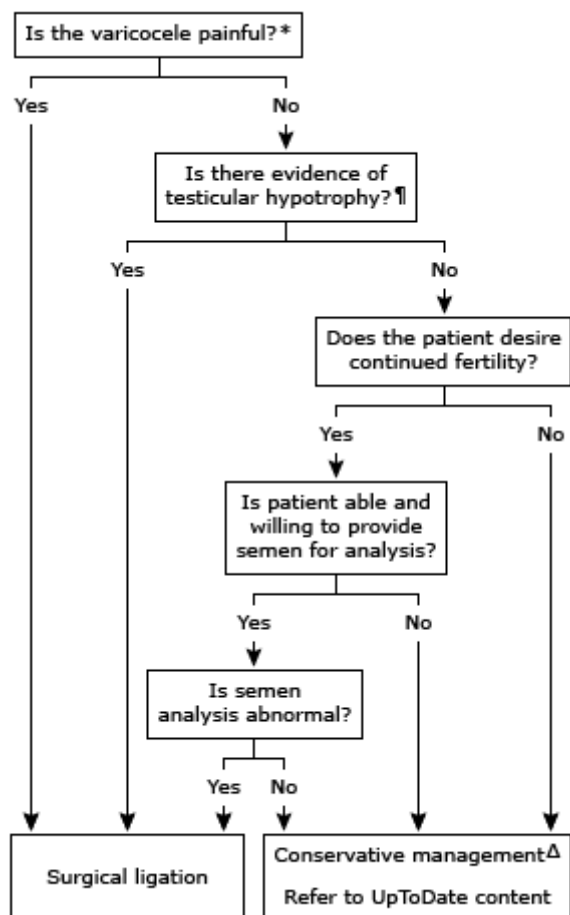 Is the varicocele painful?*
Yes
No
Is there evidence of
testicular hypotrophy?¶
Yes
No
Does the patient desire
continued fertility?
Yes
No
Is patient able and
willing to provide
semen for analysis?
Yes
No
Is semen
analysis abnormal?
Yes
No
Surgical ligation
Conservative managementΔ
Refer to UpToDate content